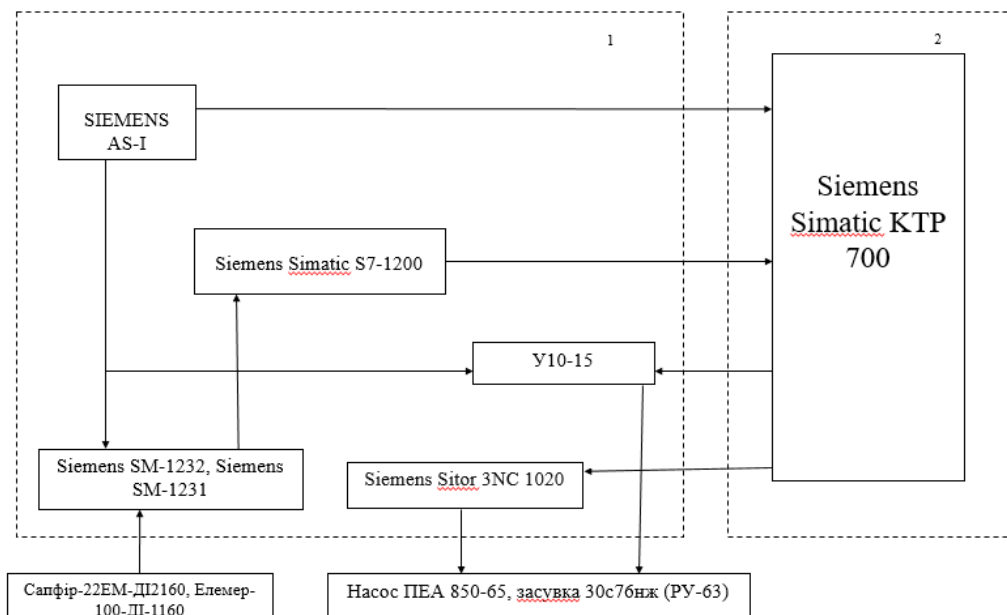 1
2
SIEMENS
AS-I
Siemens
Simatic KTP
700
Siemens Simatic S7-1200
У10-15
Siemens SM-1232, Siemens
SM-1231
Siemens Sitor 3NC 1020
Сапфір-22ЕМ-ДІ2160, Елемер-
100-ДІ-1160
Насос ПЕА 850-65, засувка 30с76нж (РУ-63)